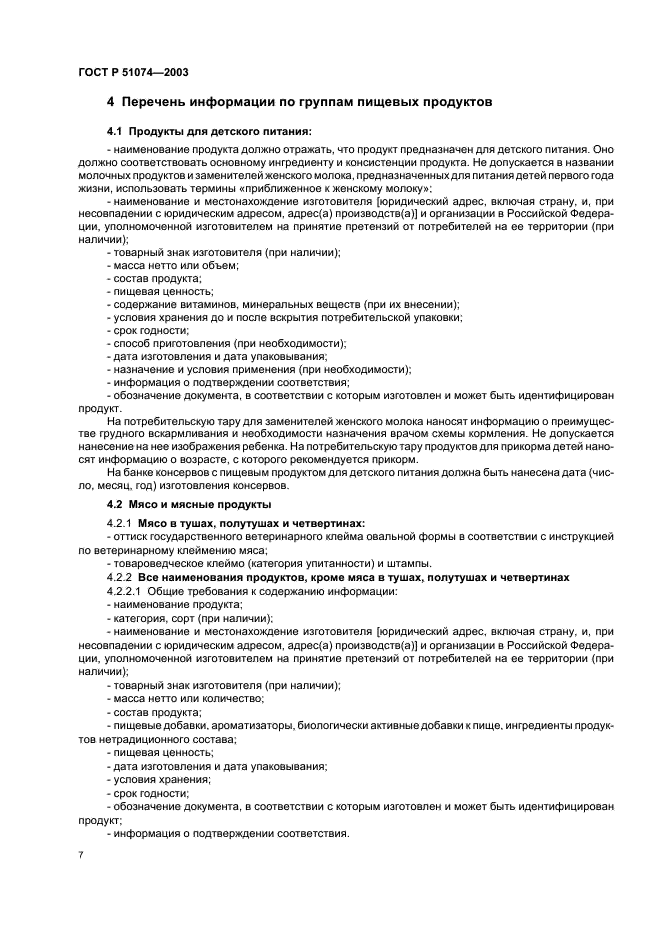 ГОСТ Р 51074—2003
4 Перечень информации по группам пищевых продуктов
4.1 Продукты для детского питания:
- наименование продукта должно отражать, что продукт предназначен для детского питания. Оно
должно соответствовать основному ингредиенту и консистенции продукта. Не допускается в названии
молочных продуктов и заменителей женского молока, предназначенных для питания детей первого года
жизни, использовать термины «приближенное к женскому молоку»;
- наименование и местонахождение изготовителя [юридический адрес, включая страну, и, при
несовпадении с юридическим адресом, адрес(а) производств(а)] и организации в Российской Федера-
ции, уполномоченной изготовителем на принятие претензий от потребителей на ее территории (при
наличии);
- товарный знак изготовителя (при наличии);
- масса нетто или объем;
- состав продукта;
- пищевая ценность;
- содержание витаминов, минеральных веществ (при их внесении);
- условия хранения до и после вскрытия потребительской упаковки;
- срок годности;
- способ приготовления (при необходимости);
- дата изготовления и дата упаковывания;
- назначение и условия применения (при необходимости);
- информация о подтверждении соответствия;
- обозначение документа, в соответствии с которым изготовлен и может быть идентифицирован
продукт.
На потребительскую тару для заменителей женского молока наносят информацию о преимущес-
тве грудного вскармливания и необходимости назначения врачом схемы кормления. Не допускается
нанесение на нее изображения ребенка. На потребительскую тару продуктов для прикорма детей нано-
сят информацию о возрасте, с которого рекомендуется прикорм.
На банке консервов с пищевым продуктом для детского питания должна быть нанесена дата (чис-
ло, месяц, год) изготовления консервов.
4.2 Мясо и мясные продукты
4.2.1 Мясо в тушах, полутушах и четвертинах:
- оттиск государственного ветеринарного клейма овальной формы в соответствии с инструкцией
по ветеринарному клеймению мяса;
- товароведческое клеймо (категория упитанности) и штампы.
4.2.2 Все наименования продуктов, кроме мяса в тушах, полутушах и четвертинах
4.2.2.1 Общие требования к содержанию информации:
- наименование продукта;
- категория, сорт (при наличии);
- наименование и местонахождение изготовителя [юридический адрес, включая страну, и, при
несовпадении с юридическим адресом, адрес(а) производств(а)] и организации в Российской Федера-
ции, уполномоченной изготовителем на принятие претензий от потребителей на ее территории (при
наличии);
- товарный знак изготовителя (при наличии);
- масса нетто или количество;
- состав продукта;
- пищевые добавки, ароматизаторы, биологически активные добавки к пище, ингредиенты продук-
тов нетрадиционного состава;
- пищевая ценность;
- дата изготовления и дата упаковывания;
- условия хранения;
- срок годности;
- обозначение документа, в соответствии с которым изготовлен и может быть идентифицирован
продукт;
- информация о подтверждении соответствия.
7